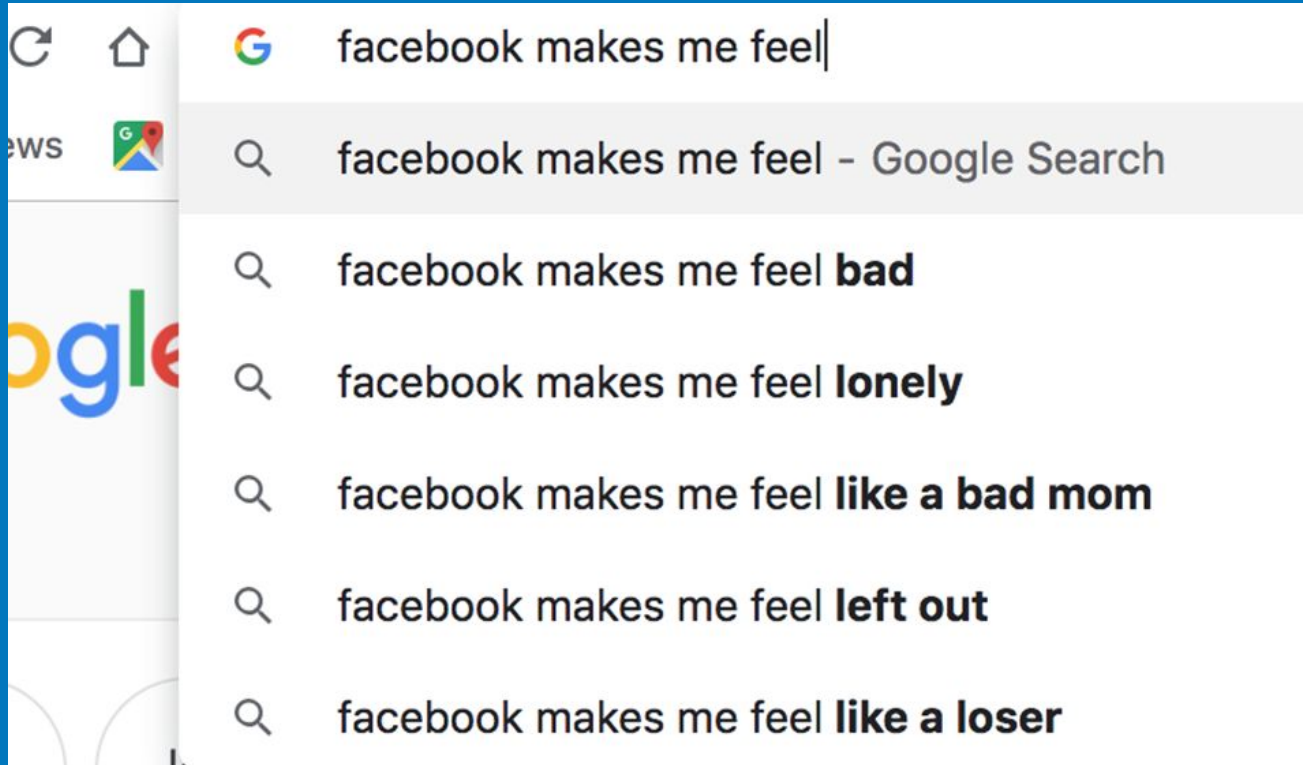 facebook makes me feel
ews
facebook makes me feel - Google Search
facebook makes me feel bad
ogle
facebook makes me feel lonely
facebook makes me feel like a bad mom
facebook makes me feel left out
facebook makes me feel like a loser